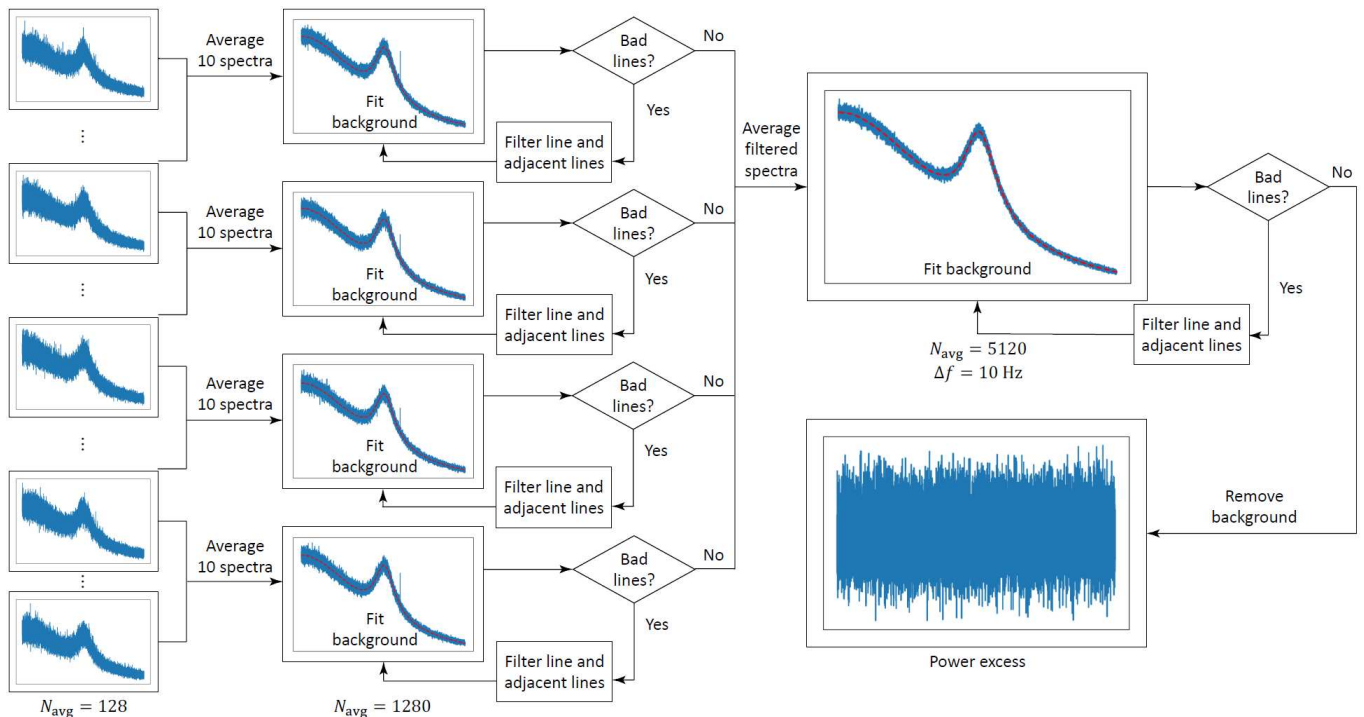 Average
10 spectra
Fit
background
Bad
lines?
No
Yes
Filter line and
adjacent lines
⋮
Average
10 spectra
Fit
background
Bad
lines?
No
Yes
Filter line and
adjacent lines
⋮
Average
10 spectra
Fit
background
Bad
lines?
No
Yes
Filter line and
adjacent lines
⋮
Average
10 spectra
Fit
background
Bad
lines?
No
Yes
Filter line and
adjacent lines
⋮
N_avg = 128
N_avg = 1280
Average
filtered
spectra
Fit background
Bad
lines?
No
Yes
Filter line and
adjacent lines
N_avg = 5120
Δf = 10 Hz
Remove
background
Power excess